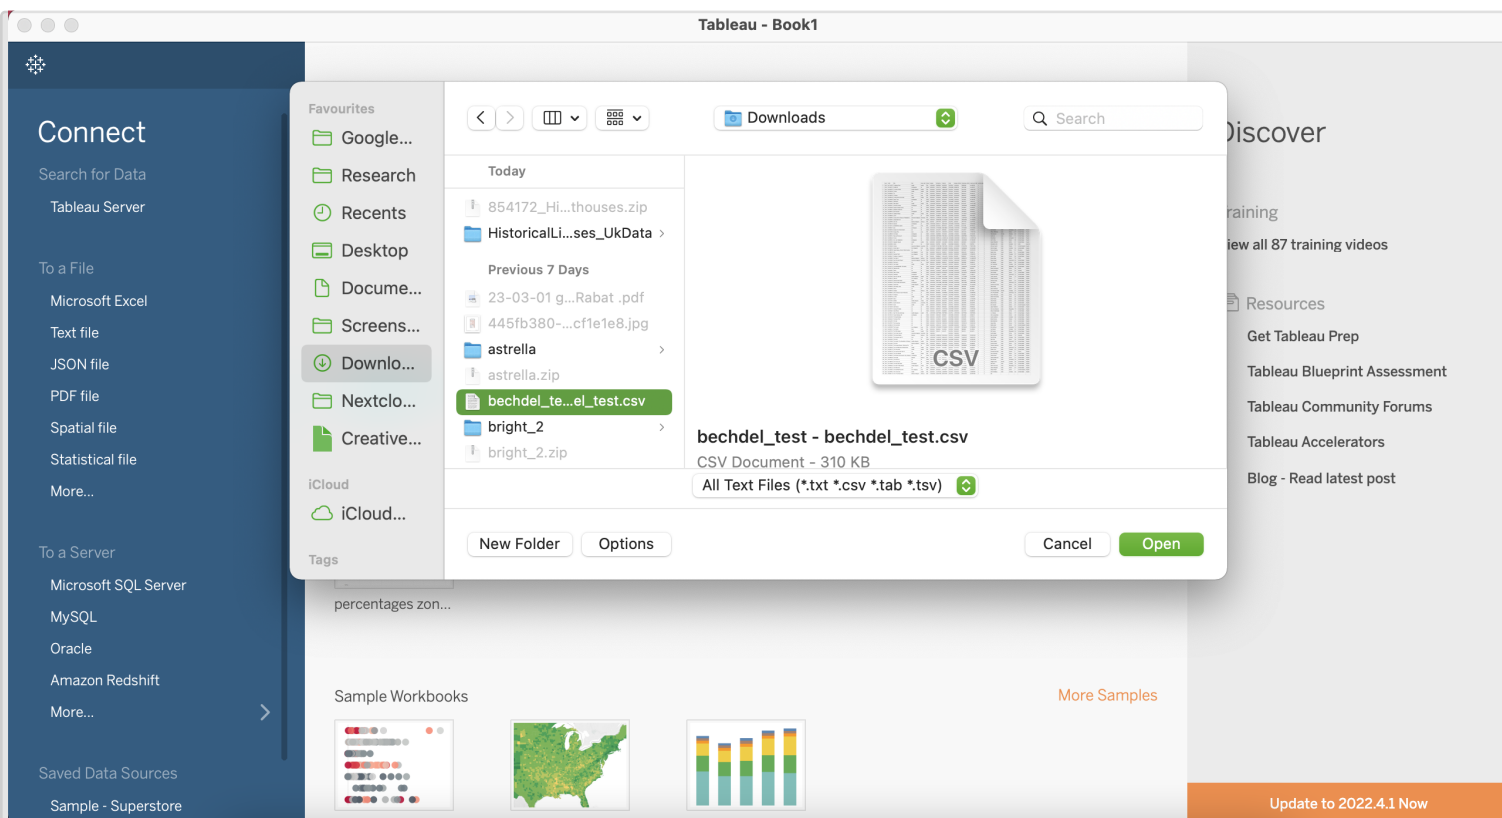 Tableau - Book1
Connect
Search for Data
Tableau Server
To a File
Microsoft Excel
Text file
JSON file
PDF file
Spatial file
Statistical file
More...
To a Server
Microsoft SQL Server
MySQL
Oracle
Amazon Redshift
More...
Saved Data Sources
Sample - Superstore
Favourites
Google...
Research
Recents
Desktop
Docume...
Screens...
Downlo...
Nextclo...
Creative...
iCloud
iCloud...
Tags
Downloads
Search
Today
854172_Hi...thouses.zip
HistoricalLi...ses_UkData
Previous 7 Days
23-03-01 g...Rabat .pdf
445fb380-...cf1e1e8.jpg
astrella
astrella.zip
bechdel_te...el_test.csv
bright_2
bright_2.zip
CSV
bechdel_test - bechdel_test.csv
CSV Document - 310 KB
All Text Files (*.txt *.csv *.tab *.tsv)
New Folder
Options
Cancel
Open
percentages zon...
Sample Workbooks
More Samples
Discover
raining
iew all 87 training videos
Resources
Get Tableau Prep
Tableau Blueprint Assessment
Tableau Community Forums
Tableau Accelerators
Blog - Read latest post
Update to 2022.4.1 Now